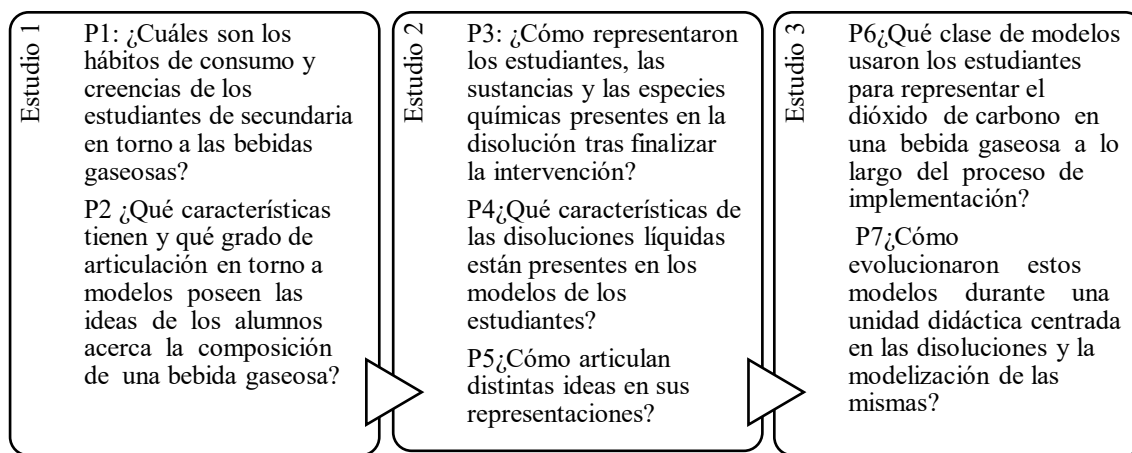 Estudio 1
P1: ¿Cuáles son los
hábitos de consumo y
creencias de los
estudiantes de secundaria
en torno a las bebidas
gaseosas?
P2 ¿Qué características
tienen y qué grado de
articulación en torno a
modelos poseen las
ideas de los alumnos
acerca la composición
de una bebida gaseosa?
Estudio 2
P3: ¿Cómo representaron
los estudiantes, las
sustancias y las especies
químicas presentes en la
disolución tras finalizar
la intervención?
P4¿Qué características de
las disoluciones líquidas
están presentes en los
modelos de los
estudiantes?
P5¿Cómo articulan
distintas ideas en sus
representaciones?
Estudio 3
P6¿Qué clase de modelos
usaron los estudiantes
para representar el
dióxido de carbono en
una bebida gaseosa a lo
largo del proceso de
implementación?
P7¿Cómo
evolucionaron estos
modelos durante una
unidad didáctica centrada
en las disoluciones y la
modelización de las
mismas?